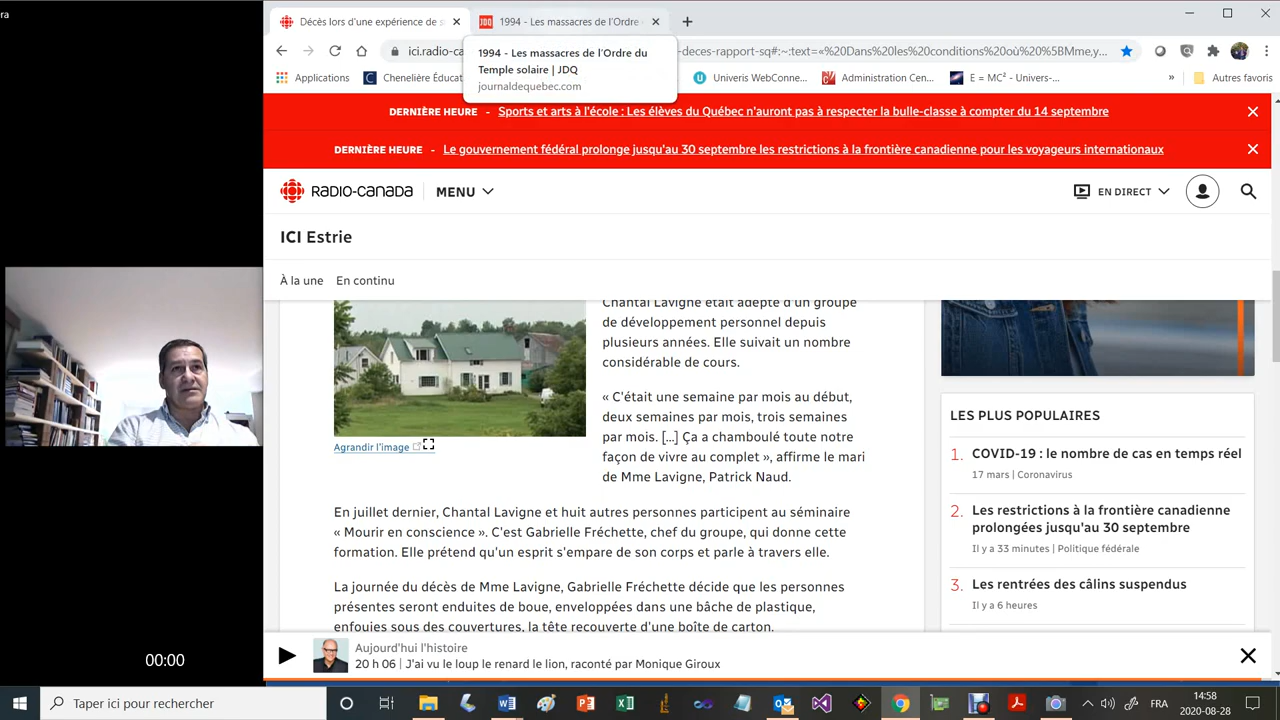 ra
Décès lors d'une expérience de s
1994 - Les massacres de l'Ordre
ici.radio-ca
-deces-rapport-sq#:~:text=«%20Dans%20les%20conditions%20où%20%5BMme,y...
1994 - Les massacres de l'Ordre du
Temple solaire | JDQ
journaldequebec.com
Applications
Chenelière Éducat
Univeris WebConne...
Administration Cen...
E = MC² - Univers-...
»
Autres favoris
DERNIÈRE HEURE - Sports et arts à l'école : Les élèves du Québec n'auront pas à respecter la bulle-classe à compter du 14 septembre
DERNIÈRE HEURE - Le gouvernement fédéral prolonge jusqu'au 30 septembre les restrictions à la frontière canadienne pour les voyageurs internationaux
RADIO-CANADA
MENU
EN DIRECT
ICI Estrie
À la une
En continu
Chantal Lavigne était adepte d'un groupe
de développement personnel depuis
plusieurs années. Elle suivait un nombre
considérable de cours.
« C'était une semaine par mois au début,
deux semaines par mois, trois semaines
par mois. [...] Ça a chamboulé toute notre
façon de vivre au complet », affirme le mari
de Mme Lavigne, Patrick Naud.
Agrandir l'image
En juillet dernier, Chantal Lavigne et huit autres personnes participent au séminaire
« Mourir en conscience ». C'est Gabrielle Fréchette, chef du groupe, qui donne cette
formation. Elle prétend qu'un esprit s'empare de son corps et parle à travers elle.
La journée du décès de Mme Lavigne, Gabrielle Fréchette décide que les personnes
présentes seront enduites de boue, enveloppées dans une bâche de plastique,
enfouies sous des couvertures, la tête recouverte d'une boîte de carton.
LES PLUS POPULAIRES
1. COVID-19 : le nombre de cas en temps réel
17 mars | Coronavirus
2. Les restrictions à la frontière canadienne
prolongées jusqu'au 30 septembre
Il y a 33 minutes | Politique fédérale
3. Les rentrées des câlins suspendus
Il y a 6 heures
Aujourd'hui l'histoire
20 h 06 | J'ai vu le loup le renard le lion, raconté par Monique Giroux
00:00
Taper ici pour rechercher
FRA
14:58
2020-08-28